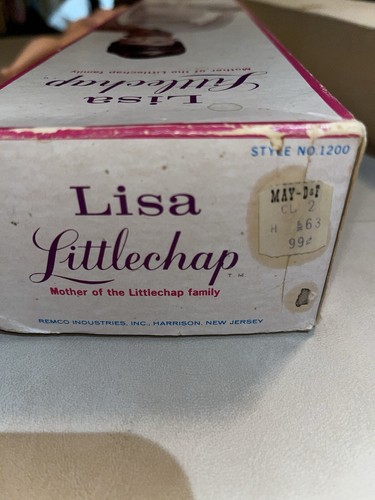 Mother of the Littlechap family
Littlechap
Lisa
STYLE NO. 1200
MAY-D&F
CL 2
H A63
99¢
Lisa
Littlechap
T.M.
Mother of the Littlechap family
REMCO INDUSTRIES, INC., HARRISON, NEW JERSEY